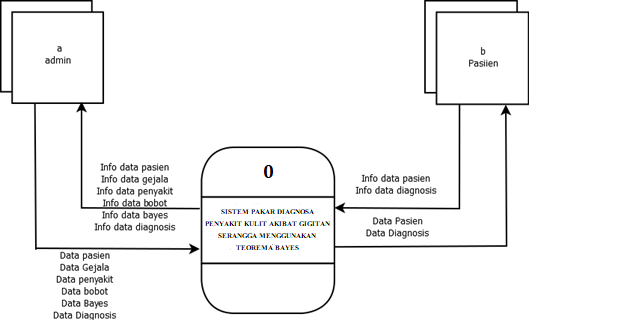 a
admin
b
Pasiien
Info data pasien
Info data gejala
Info data penyakit
Info data bobot
Info data bayes
Info data diagnosis
0
SISTEM PAKAR DIAGNOSA
PENYAKIT KULIT AKIBAT GIGITAN
SERANGGA MENGGUNAKAN
TEOREMA BAYES
Info data pasien
Info data diagnosis
Data Pasien
Data Diagnosis
Data pasien
Data Gejala
Data penyakit
Data bobot
Data Bayes
Data Diagnosis